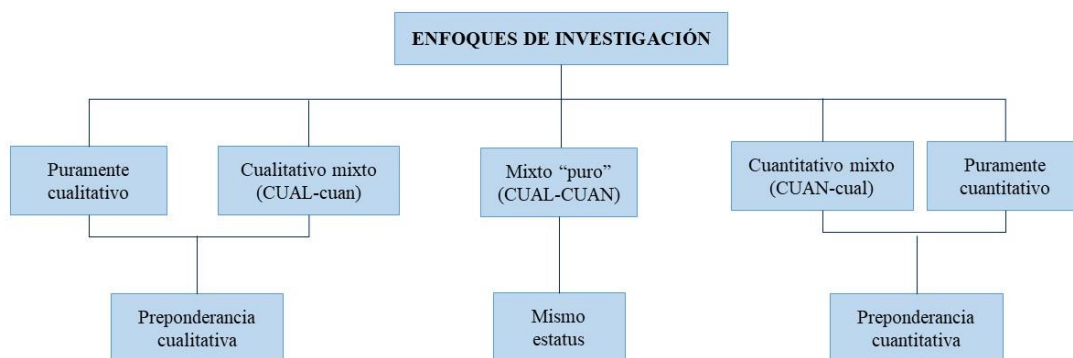 ENFOQUES DE INVESTIGACIÓN
Puramente
cualitativo
Cualitativo mixto
(CUAL-cuan)
Mixto “puro”
(CUAL-CUAN)
Cuantitativo mixto
(CUAN-cual)
Puramente
cuantitativo
Preponderancia
cualitativa
Mismo
estatus
Preponderancia
cuantitativa